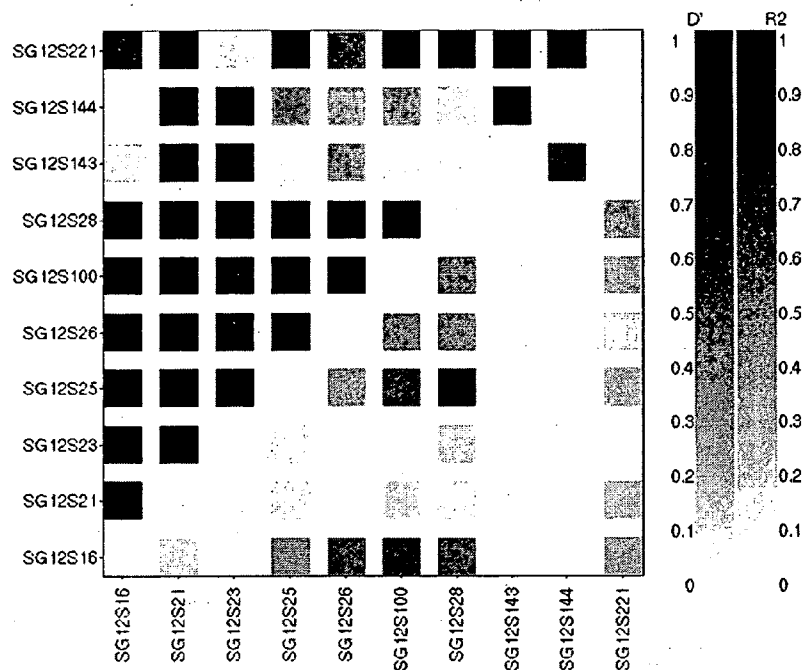 D' R2
SG12S221
SG12S144
SG12S143
SG12S28
SG12S100
SG12S26
SG12S25
SG12S23
SG12S21
SG12S16
1 1
0.9 0.9
0.8 0.8
0.7 0.7
0.6 0.6
0.5 0.5
0.4 0.4
0.3 0.3
0.2 0.2
0.1 0.1
0 0
SG12S16
SG12S21
SG12S23
SG12S25
SG12S26
SG12S100
SG12S28
SG12S143
SG12S144
SG12S221